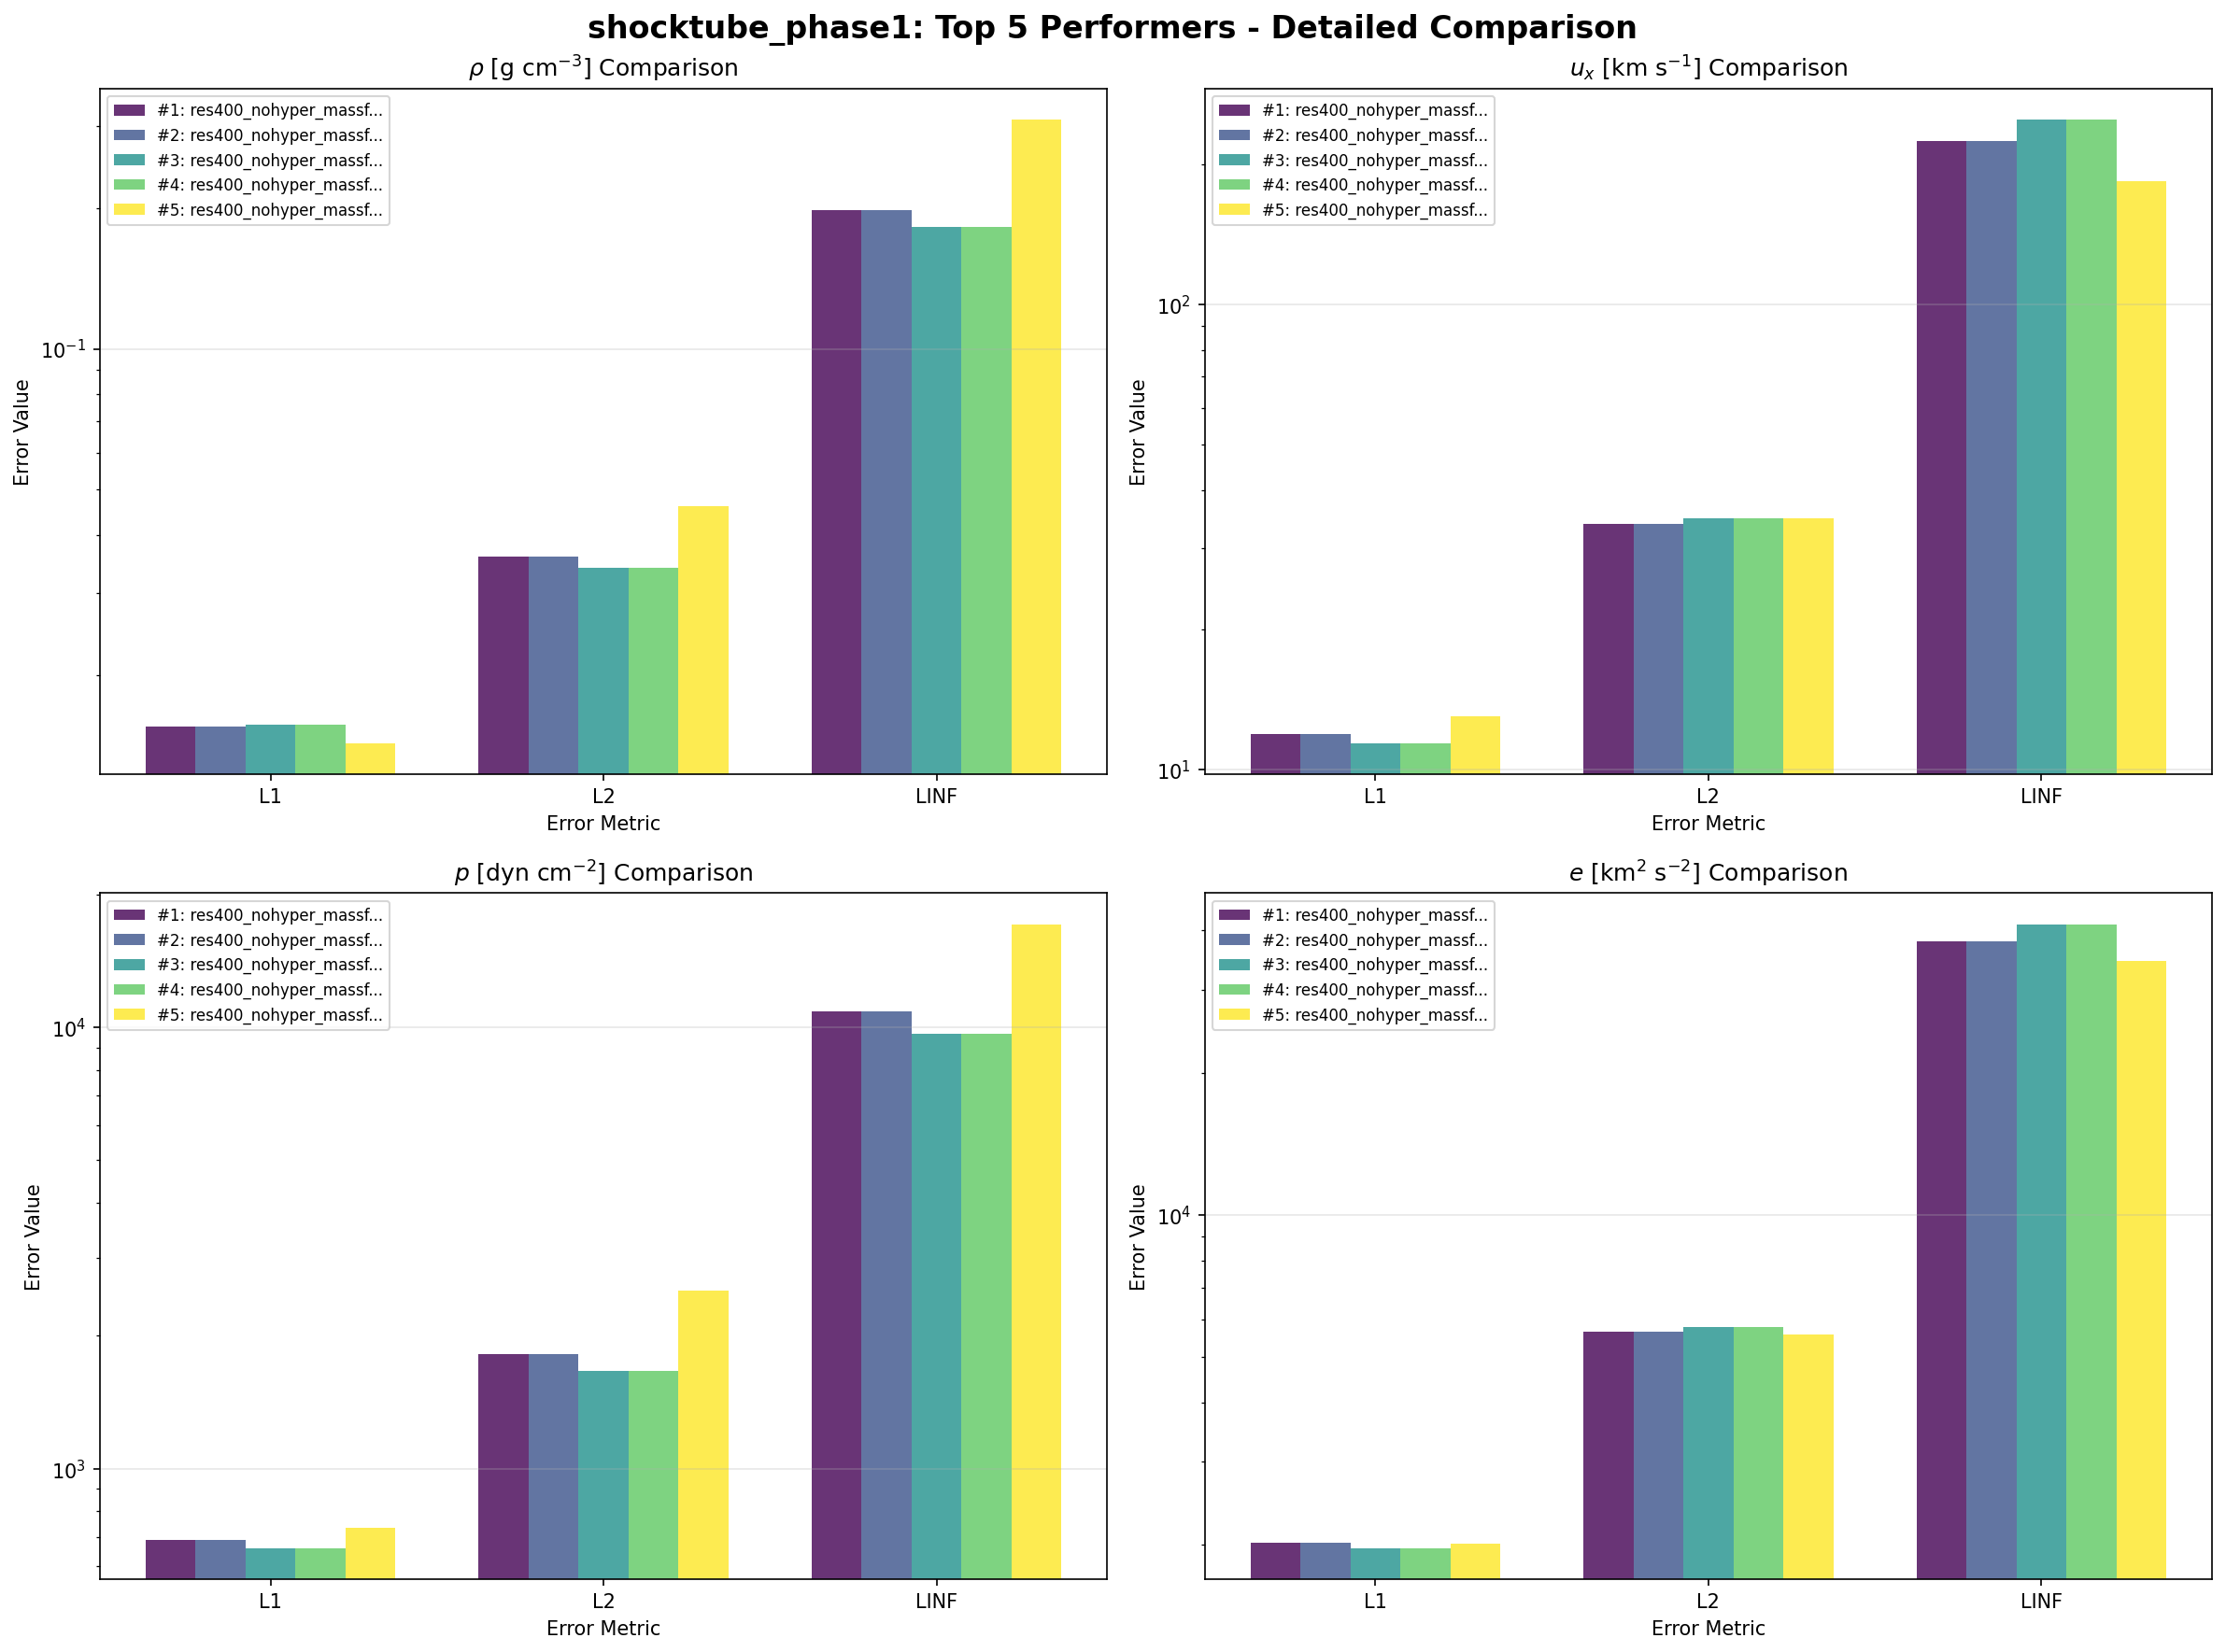 shocktube_phase1: Top 5 Performers - Detailed Comparison
ρ [g cm⁻³] Comparison
#1: res400_nohyper_massf...
#2: res400_nohyper_massf...
#3: res400_nohyper_massf...
#4: res400_nohyper_massf...
#5: res400_nohyper_massf...
10⁻¹
Error Value
L1 L2 LINF
Error Metric
uₓ [km s⁻¹] Comparison
#1: res400_nohyper_massf...
#2: res400_nohyper_massf...
#3: res400_nohyper_massf...
#4: res400_nohyper_massf...
#5: res400_nohyper_massf...
10²
10¹
Error Value
L1 L2 LINF
Error Metric
p [dyn cm⁻²] Comparison
#1: res400_nohyper_massf...
#2: res400_nohyper_massf...
#3: res400_nohyper_massf...
#4: res400_nohyper_massf...
#5: res400_nohyper_massf...
10⁴
10³
Error Value
L1 L2 LINF
Error Metric
e [km² s⁻²] Comparison
#1: res400_nohyper_massf...
#2: res400_nohyper_massf...
#3: res400_nohyper_massf...
#4: res400_nohyper_massf...
#5: res400_nohyper_massf...
10⁴
Error Value
L1 L2 LINF
Error Metric